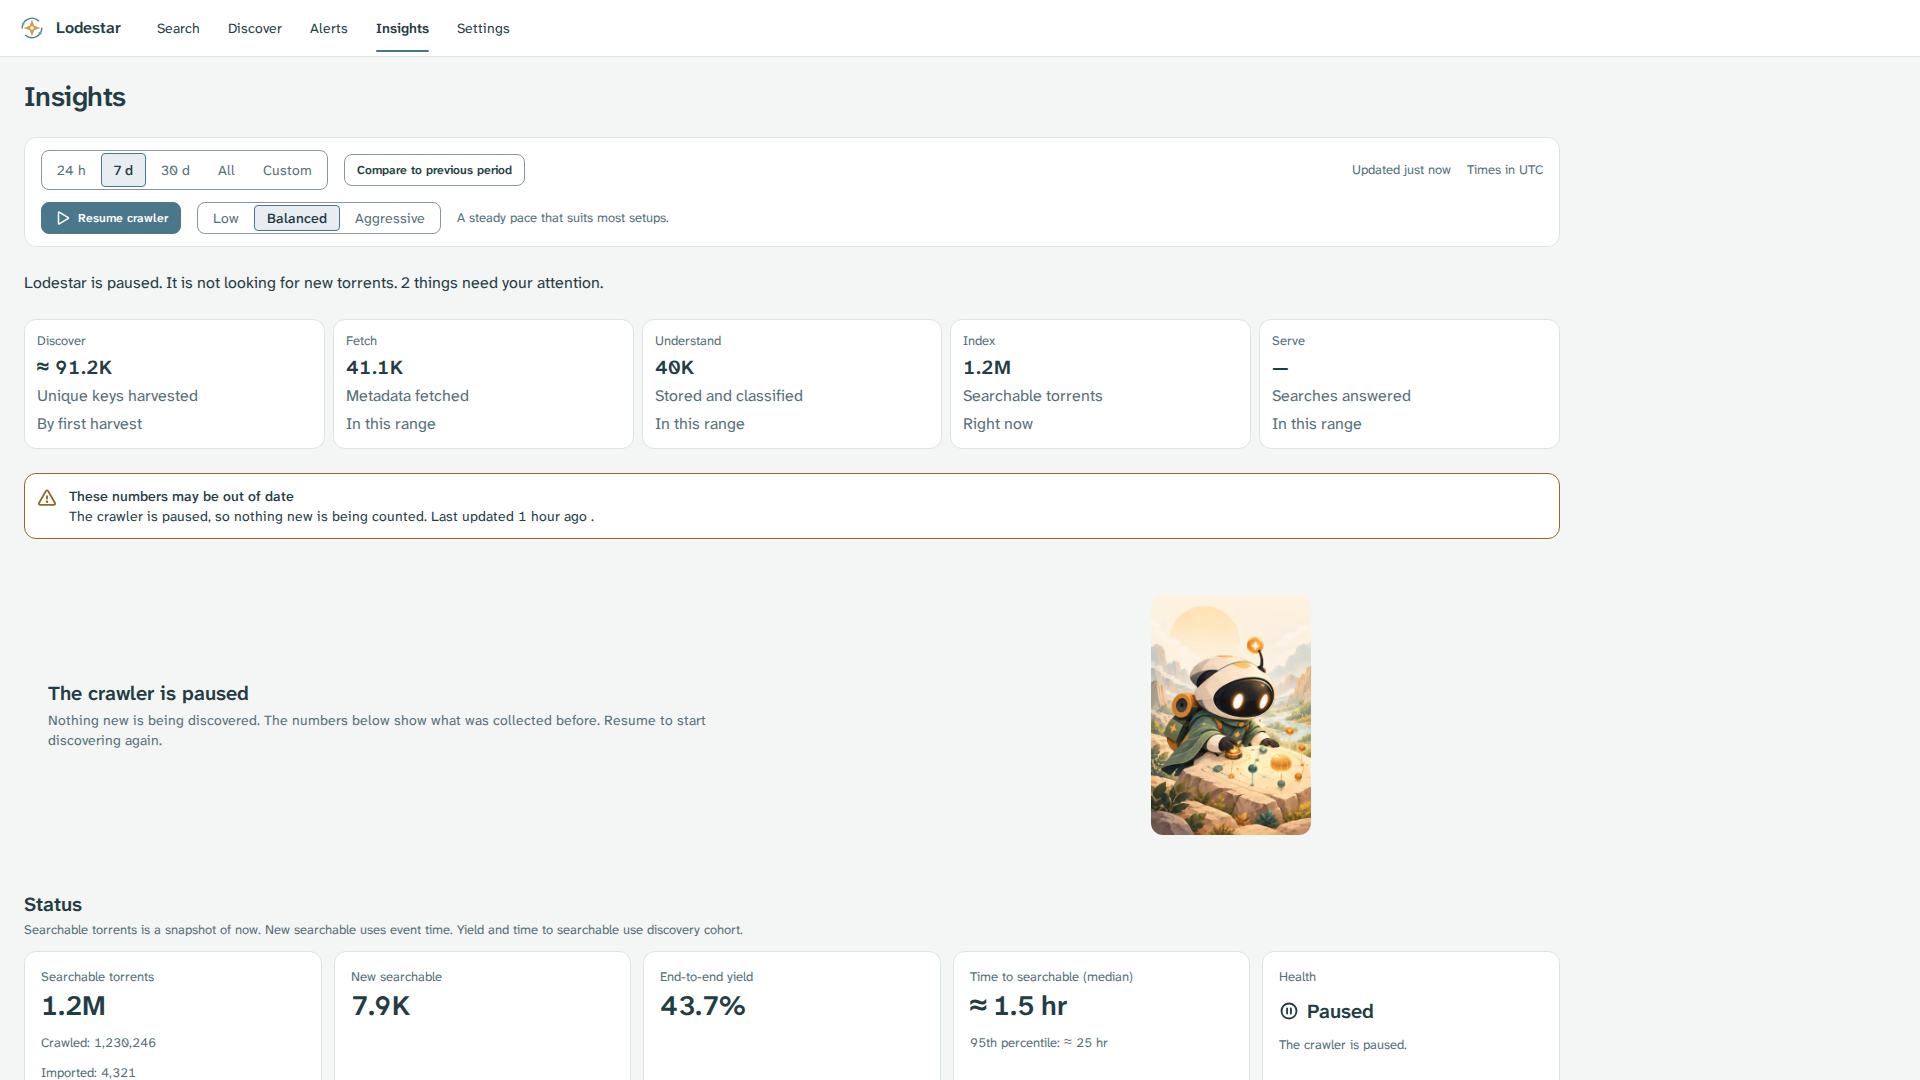 Lodestar Search Discover Alerts Insights Settings
Insights
24 h 7 d 30 d All Custom Compare to previous period Updated just now Times in UTC
Resume crawler Low Balanced Aggressive A steady pace that suits most setups.
Lodestar is paused. It is not looking for new torrents. 2 things need your attention.
Discover
≈ 91.2K
Unique keys harvested
By first harvest
Fetch
41.1K
Metadata fetched
In this range
Understand
40K
Stored and classified
In this range
Index
1.2M
Searchable torrents
Right now
Serve
—
Searches answered
In this range
These numbers may be out of date
The crawler is paused, so nothing new is being counted. Last updated 1 hour ago .
The crawler is paused
Nothing new is being discovered. The numbers below show what was collected before. Resume to start
discovering again.
Status
Searchable torrents is a snapshot of now. New searchable uses event time. Yield and time to searchable use discovery cohort.
Searchable torrents
1.2M
Crawled: 1,230,246
Imported: 4,321
New searchable
7.9K
End-to-end yield
43.7%
Time to searchable (median)
≈ 1.5 hr
95th percentile: ≈ 25 hr
Health
Paused
The crawler is paused.